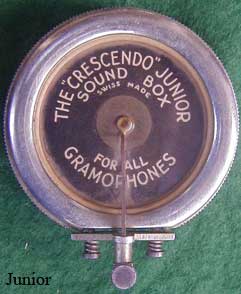 THE "CRESCENDO" JUNIOR
SOUND BOX
SWISS MADE
FOR ALL
GRAMOPHONES
Junior